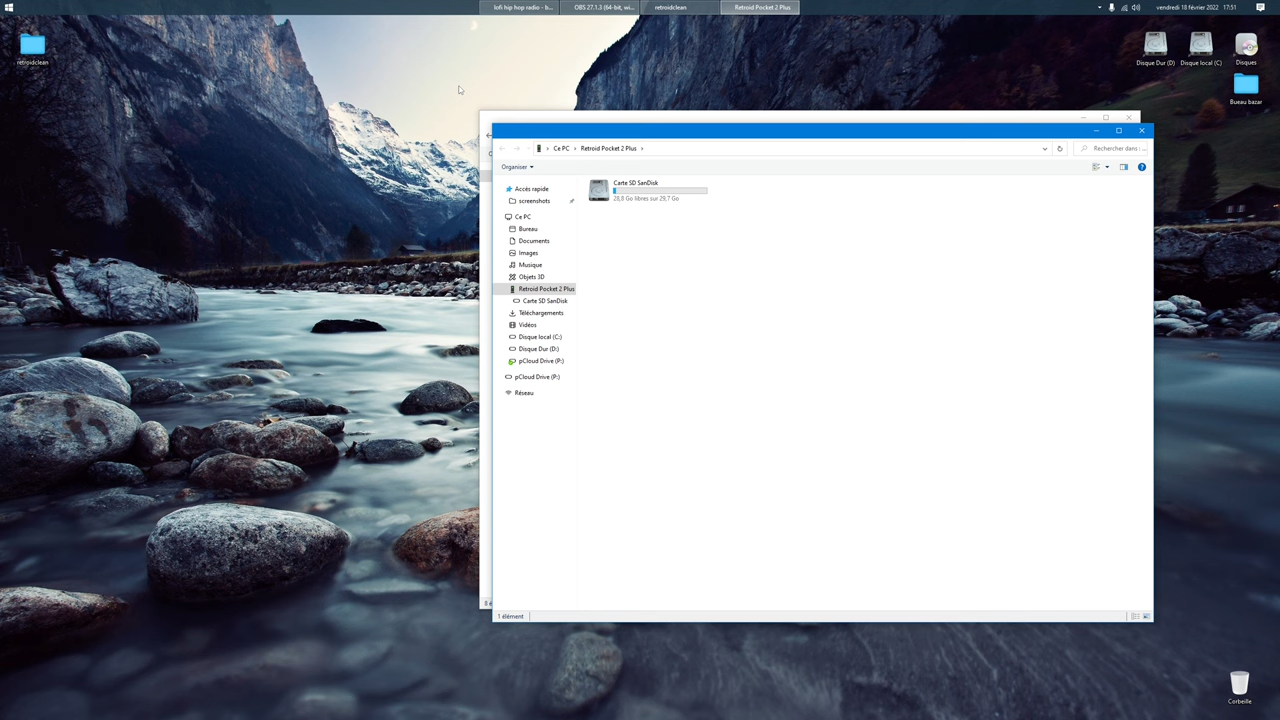 lofi hip hop radio - b...
OBS 27.1.3 (64-bit, wi...
retroidclean
Retroid Pocket 2 Plus
vendredi 18 février 2022
17:51
retroidclean
Disque Dur (D)
Disque local (C)
Disques
Bueau bazar
Ce PC
Retroid Pocket 2 Plus
Rechercher dans : ...
Organiser
Accès rapide
screenshots
Ce PC
Bureau
Documents
Images
Musique
Objets 3D
Retroid Pocket 2 Plus
Carte SD SanDisk
Téléchargements
Vidéos
Disque local (C:)
Disque Dur (D:)
pCloud Drive (P:)
pCloud Drive (P:)
Réseau
Carte SD SanDisk
28,8 Go libres sur 29,7 Go
1 élément
Corbeille